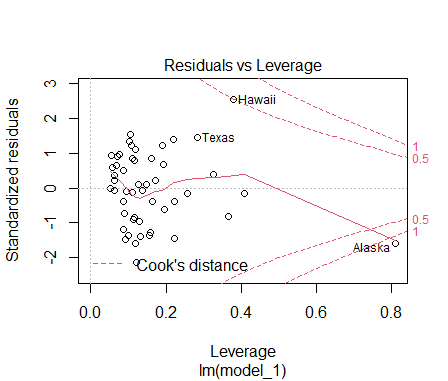 Residuals vs Leverage
Standardized residuals
3
2
1
0
-1
-2
Hawaii
Texas
Alaska
1
0.5
0.5
1
Cook's distance
0.0
0.2
0.4
0.6
0.8
Leverage
lm(model_1)